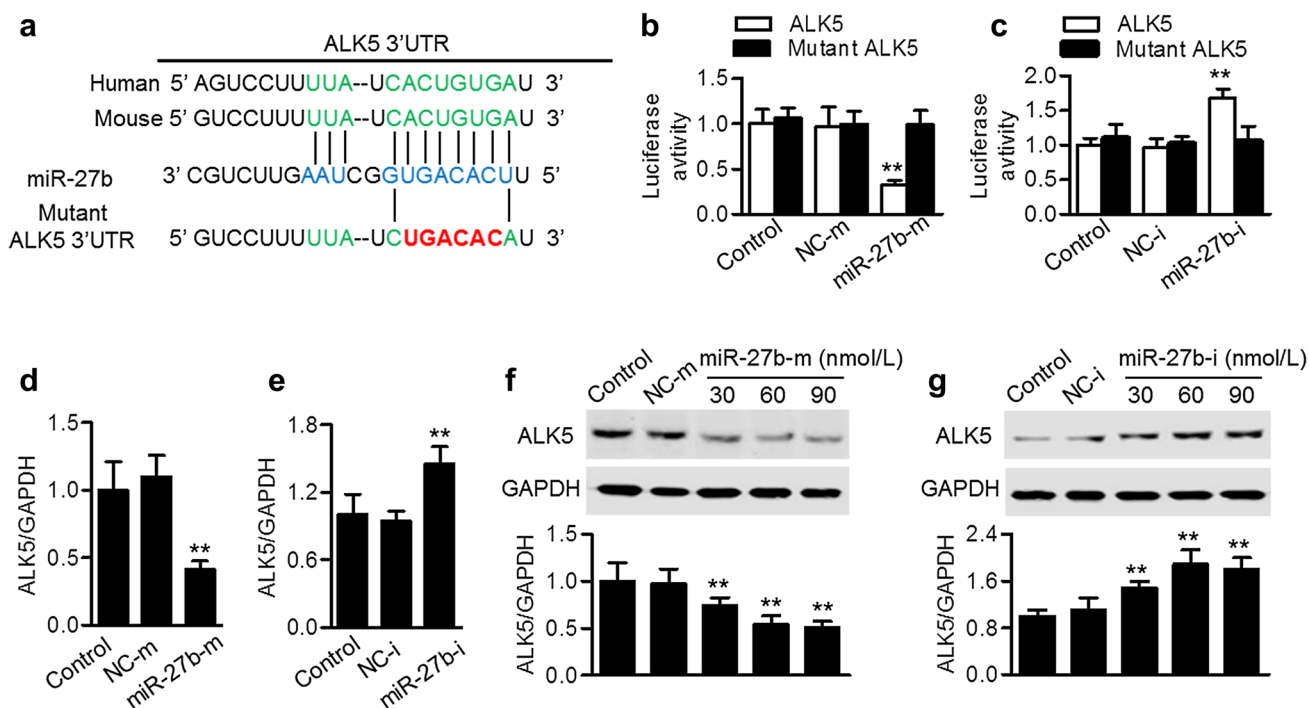 a
ALK5 3’UTR
Human 5’ AGUCCUUUUUA--UCACUGUGAU 3’
Mouse 5’ GUCCUUUUUA--UCACUGUGAU 3’
miR-27b 3’ CGUCUUGAAUCGGUGACACUU 5’
Mutant
ALK5 3’UTR 5’ GUCCUUUUUA--UCUGACACAU 3’
b
ALK5
Mutant ALK5
Luciferase
avtivity
1.5
1.0
0.5
0.0
**
Control
NC-m
miR-27b-m
c
ALK5
Mutant ALK5
Luciferase
avtivity
2.0
1.5
1.0
0.5
0.0
**
Control
NC-i
miR-27b-i
d
ALK5/GAPDH
1.5
1.0
0.5
0.0
**
Control
NC-m
miR-27b-m
e
ALK5/GAPDH
1.8
1.2
0.6
0.0
**
Control
NC-i
miR-27b-i
f
Control
NC-m
miR-27b-m (nmol/L)
30 60 90
ALK5
GAPDH
ALK5/GAPDH
1.5
1.0
0.5
0.0
** ** **
g
Control
NC-i
miR-27b-i (nmol/L)
30 60 90
ALK5
GAPDH
ALK5/GAPDH
2.4
1.6
0.8
0.0
** ** **